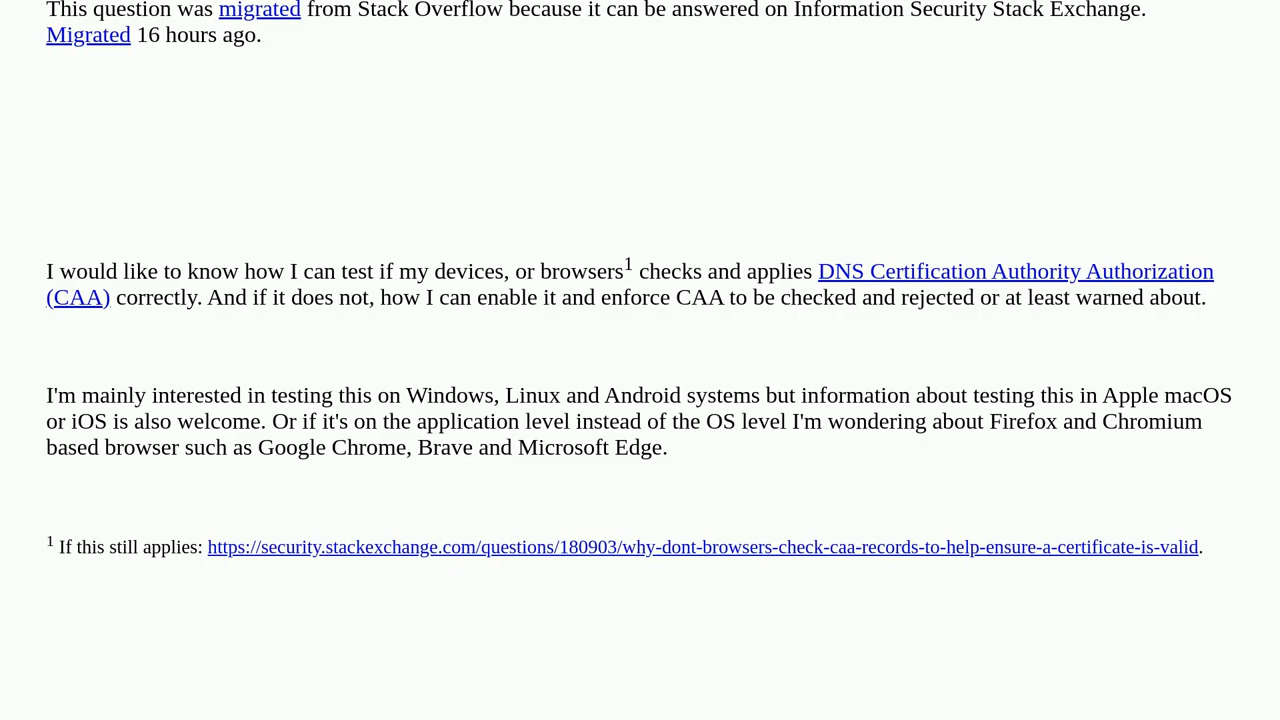 This question was migrated from Stack Overflow because it can be answered on Information Security Stack Exchange.
Migrated 16 hours ago.
I would like to know how I can test if my devices, or browsers1 checks and applies DNS Certification Authority Authorization
(CAA) correctly. And if it does not, how I can enable it and enforce CAA to be checked and rejected or at least warned about.
I'm mainly interested in testing this on Windows, Linux and Android systems but information about testing this in Apple macOS
or iOS is also welcome. Or if it's on the application level instead of the OS level I'm wondering about Firefox and Chromium
based browser such as Google Chrome, Brave and Microsoft Edge.
1 If this still applies: https://security.stackexchange.com/questions/180903/why-dont-browsers-check-caa-records-to-help-ensure-a-certificate-is-valid.